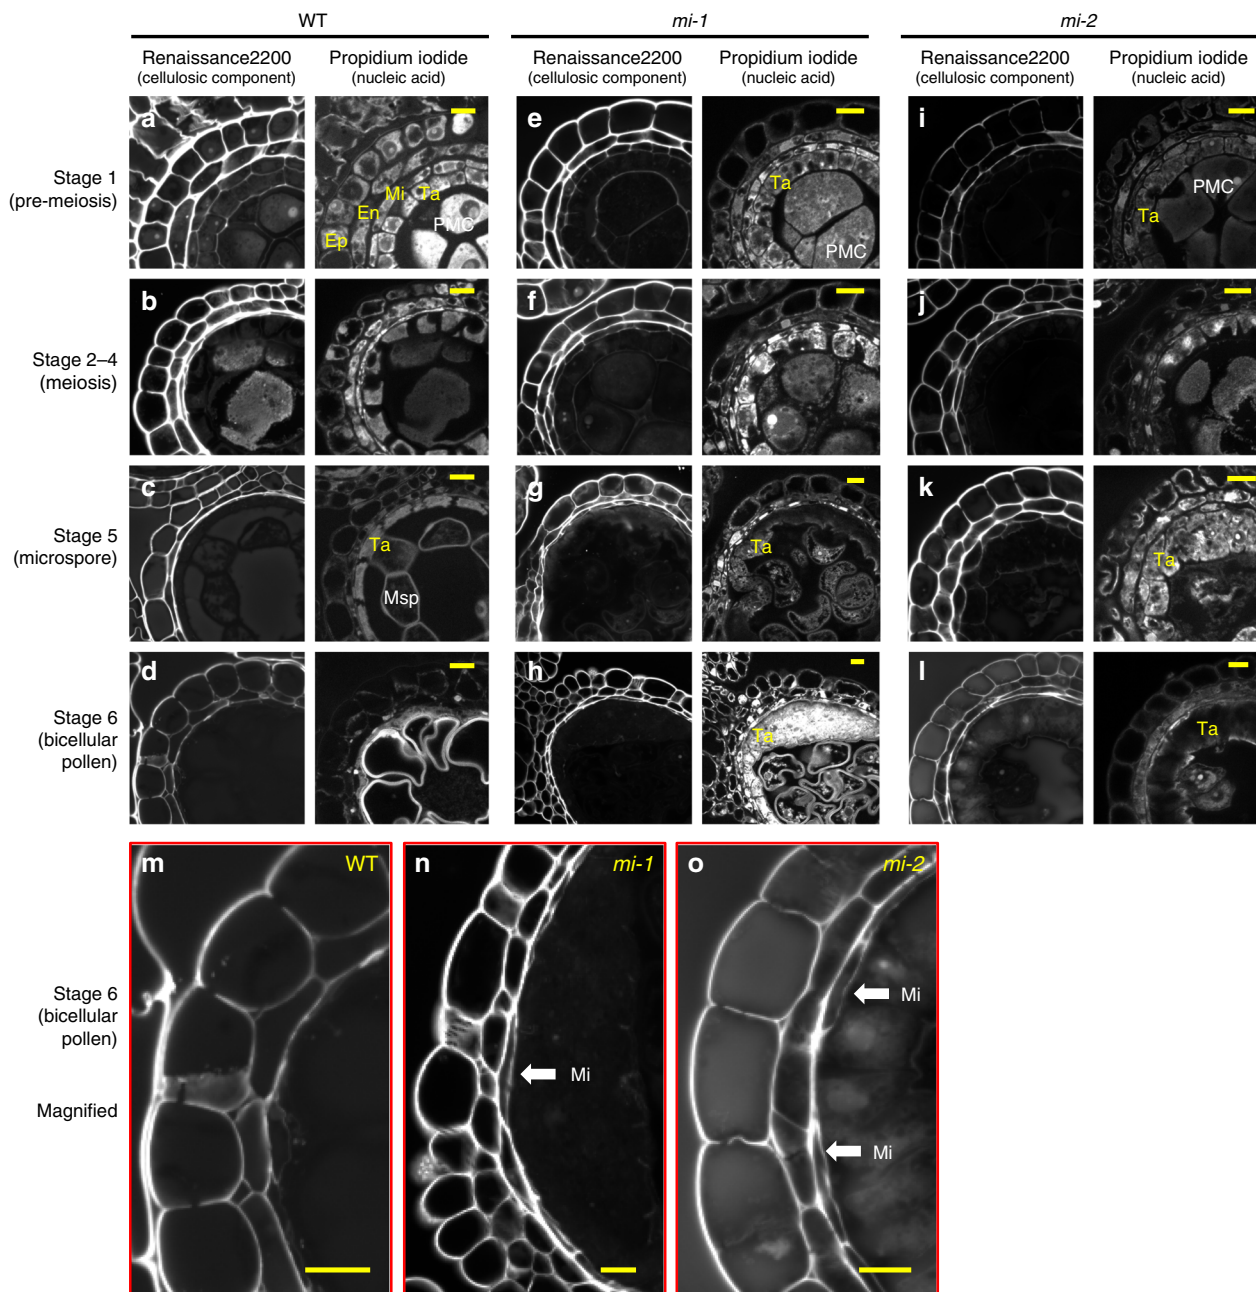 WT
mi-1
mi-2
Renaissance2200
(cellulosic component)
Propidium iodide
(nucleic acid)
Renaissance2200
(cellulosic component)
Propidium iodide
(nucleic acid)
Renaissance2200
(cellulosic component)
Propidium iodide
(nucleic acid)
Stage 1
(pre-meiosis)
a
Mi
Ta
En
PMC
Ep
e
Ta
PMC
i
PMC
Ta
Stage 2–4
(meiosis)
b
f
j
Stage 5
(microspore)
c
Ta
Msp
g
Ta
k
Ta
Stage 6
(bicellular
pollen)
d
h
Ta
l
Ta
Stage 6
(bicellular
pollen)
Magnified
m
WT
n
mi-1
Mi
o
mi-2
Mi
Mi